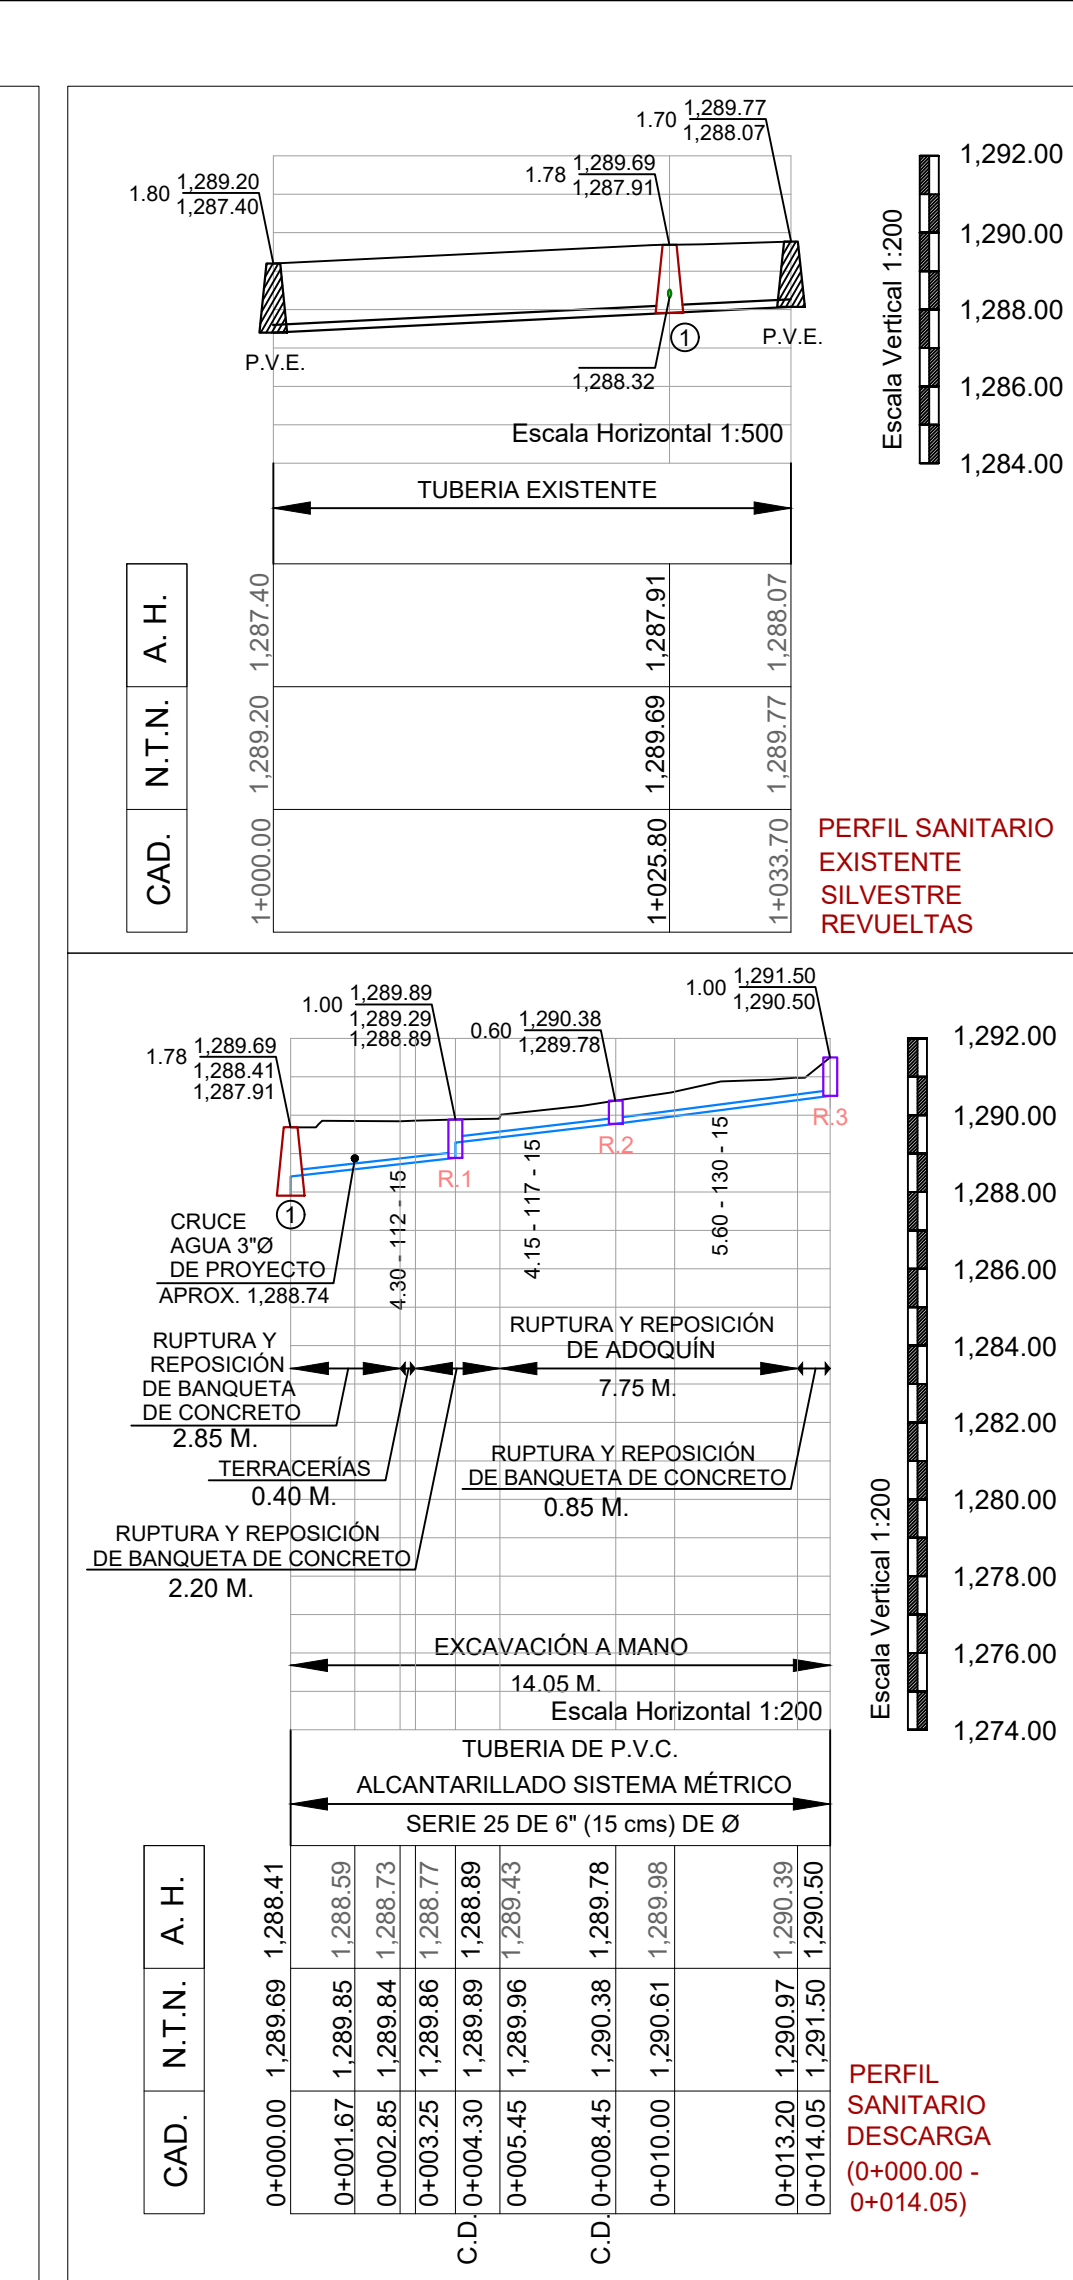 1.70 1,289.77
1,288.07
1.78 1,289.69
1,287.91
1.80 1,289.20
1,287.40
P.V.E.
1
P.V.E.
1,288.32
Escala Horizontal 1:500
Escala Vertical 1:200
1,292.00
1,290.00
1,288.00
1,286.00
1,284.00
TUBERIA EXISTENTE
A. H. 1,287.40 1,287.91 1,288.07
N.T.N. 1,289.20 1,289.69 1,289.77
CAD. 1+000.00 1+025.80 1+033.70
PERFIL SANITARIO
EXISTENTE
SILVESTRE
REVUELTAS
1.00 1,291.50
1,290.50
1.00 1,289.89
1,289.29
1,288.89
0.60 1,290.38
1,289.78
1.78 1,289.69
1,288.41
1,287.91
R.1
R.2
R.3
1
4.30 - 112 - 15
4.15 - 117 - 15
5.60 - 130 - 15
CRUCE
AGUA 3"Ø
DE PROYECTO
APROX. 1,288.74
RUPTURA Y
REPOSICIÓN
DE BANQUETA
DE CONCRETO
2.85 M.
RUPTURA Y REPOSICIÓN
DE ADOQUÍN
7.75 M.
TERRACERÍAS
0.40 M.
RUPTURA Y REPOSICIÓN
DE BANQUETA DE CONCRETO
0.85 M.
RUPTURA Y REPOSICIÓN
DE BANQUETA DE CONCRETO
2.20 M.
EXCAVACIÓN A MANO
14.05 M.
Escala Horizontal 1:200
Escala Vertical 1:200
1,292.00
1,290.00
1,288.00
1,286.00
1,284.00
1,282.00
1,280.00
1,278.00
1,276.00
1,274.00
TUBERIA DE P.V.C.
ALCANTARILLADO SISTEMA MÉTRICO
SERIE 25 DE 6" (15 cms) DE Ø
A. H. 1,288.41 1,288.59 1,288.73 1,288.77 1,288.89 1,289.43 1,289.78 1,289.98 1,290.39 1,290.50
N.T.N. 1,289.69 1,289.85 1,289.84 1,289.86 1,289.89 1,289.96 1,290.38 1,290.61 1,290.97 1,291.50
CAD. 0+000.00 0+001.67 0+002.85 0+003.25 0+004.30 0+005.45 0+008.45 0+010.00 0+013.20 0+014.05
C.D. C.D.
PERFIL
SANITARIO
DESCARGA
(0+000.00 -
0+014.05)